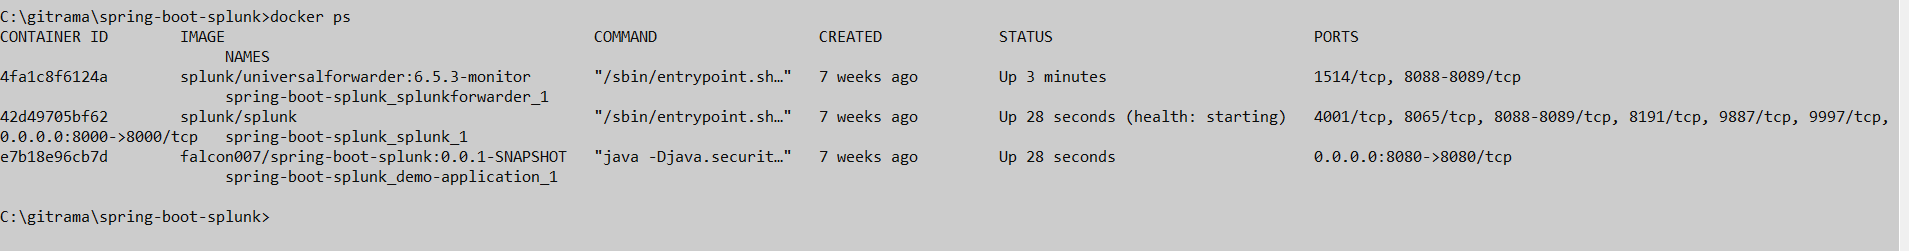 C:\gitrama\spring-boot-splunk>docker ps
CONTAINER ID        IMAGE                                         COMMAND                  CREATED             STATUS                             PORTS
                         NAMES
4fa1c8f6124a        splunk/universalforwarder:6.5.3-monitor       "/sbin/entrypoint.sh…"   7 weeks ago         Up 3 minutes                       1514/tcp, 8088-8089/tcp
                         spring-boot-splunk_splunkforwarder_1
42d49705bf62        splunk/splunk                                 "/sbin/entrypoint.sh…"   7 weeks ago         Up 28 seconds (health: starting)   4001/tcp, 8065/tcp, 8088-8089/tcp, 8191/tcp, 9887/tcp, 9997/tcp,
0.0.0.0:8000->8000/tcp   spring-boot-splunk_splunk_1
e7b18e96cb7d        falcon007/spring-boot-splunk:0.0.1-SNAPSHOT   "java -Djava.securit…"   7 weeks ago         Up 28 seconds                      0.0.0.0:8080->8080/tcp
                         spring-boot-splunk_demo-application_1
C:\gitrama\spring-boot-splunk>